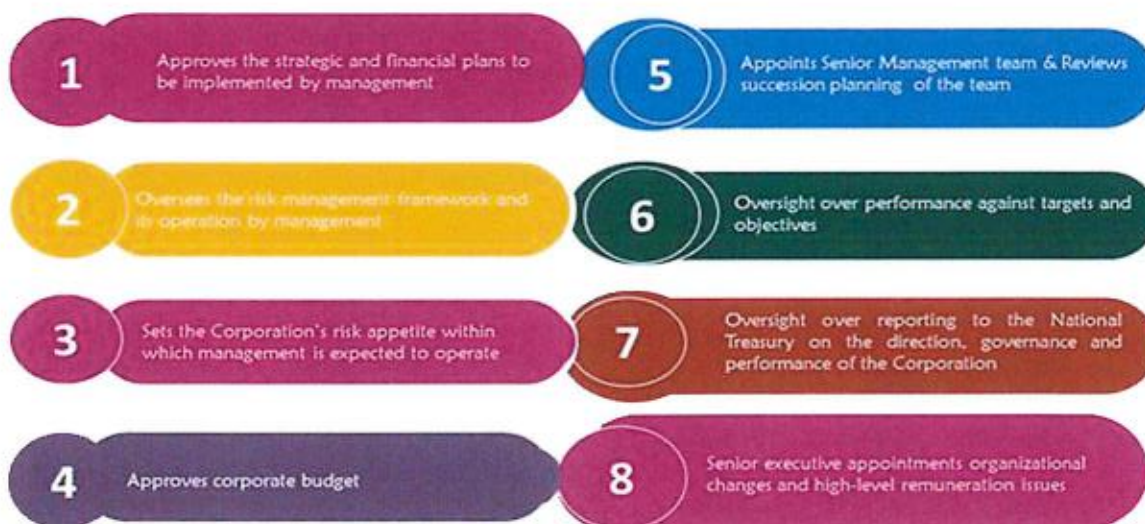 1
Approves the strategic and financial plans to
be implemented by management
2
Oversees the risk management framework and
its operation by management
3
Sets the Corporation's risk appetite within
which management is expected to operate
4
Approves corporate budget
5
Appoints Senior Management team & Reviews
succession planning of the team
6
Oversight over performance against targets and
objectives
7
Oversight over reporting to the National
Treasury on the direction, governance and
performance of the Corporation
8
Senior executive appointments organizational
changes and high-level remuneration issues